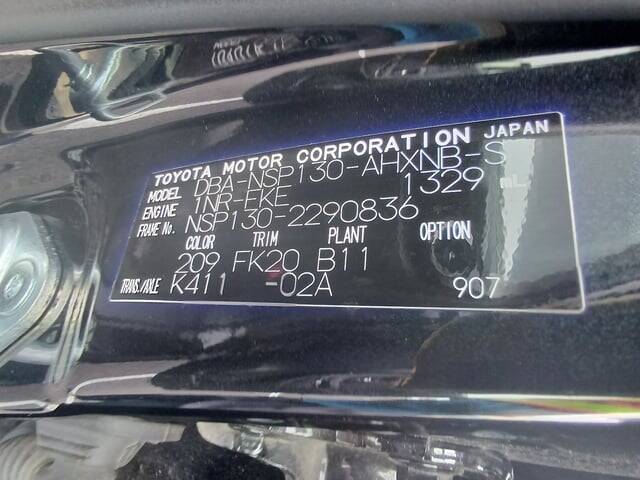 TOYOTA MOTOR CORPORATION JAPAN
MODEL DBA-NSP130-AHXNB-S
ENGINE 1NR-FKE 1329 mL
FRAME No. NSP130-2290836
COLOR TRIM PLANT OPTION
209 FK20 B11
TRANS./AXLE K411 -02A 907